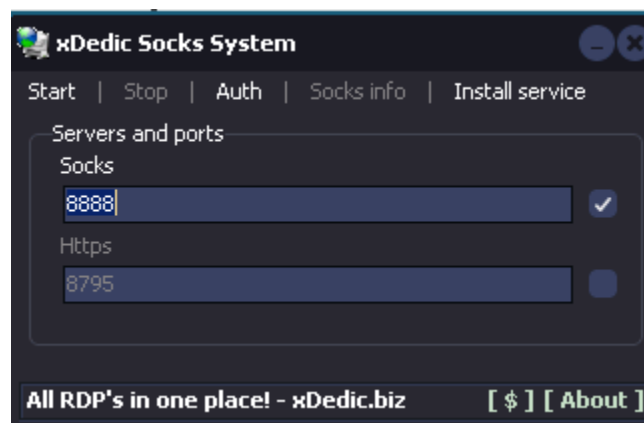 xDedic Socks System
Start | Stop | Auth | Socks info | Install service
Servers and ports
Socks
8888
Https
8795
All RDP's in one place! - xDedic.biz [ $ ] [ About ]